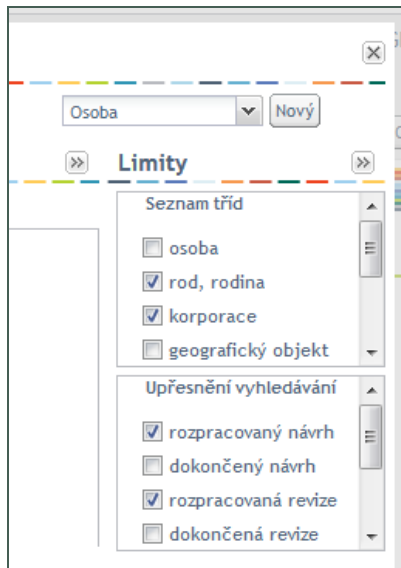 Osoba
Nový
Limity
Seznam tříd
osoba
rod, rodina
korporace
geografický objekt
Upřesnění vyhledávání
rozpracovaný návrh
dokončený návrh
rozpracovaná revize
dokončená revize